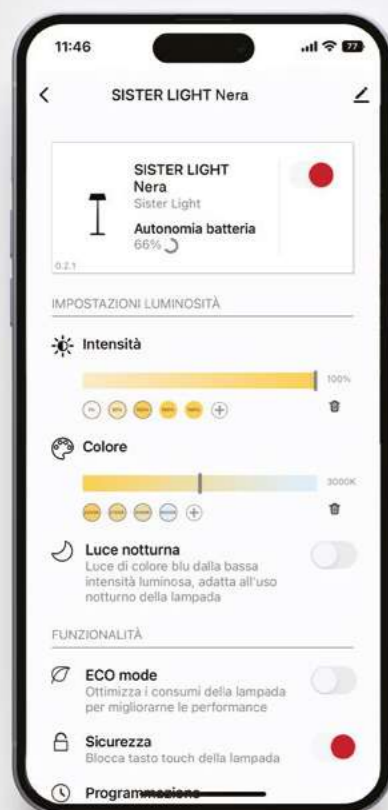 11:46
77
SISTER LIGHT Nera
SISTER LIGHT
Nera
Sister Light
Autonomia batteria
66%
0.2.1
IMPOSTAZIONI LUMINOSITÀ
Intensità
100%
Colore
3000K
Luce notturna
Luce di colore blu dalla bassa
intensità luminosa, adatta all'uso
notturno della lampada
FUNZIONALITÀ
ECO mode
Ottimizza i consumi della lampada
per migliorarne le performance
Sicurezza
Blocca tasto touch della lampada
Programmazione